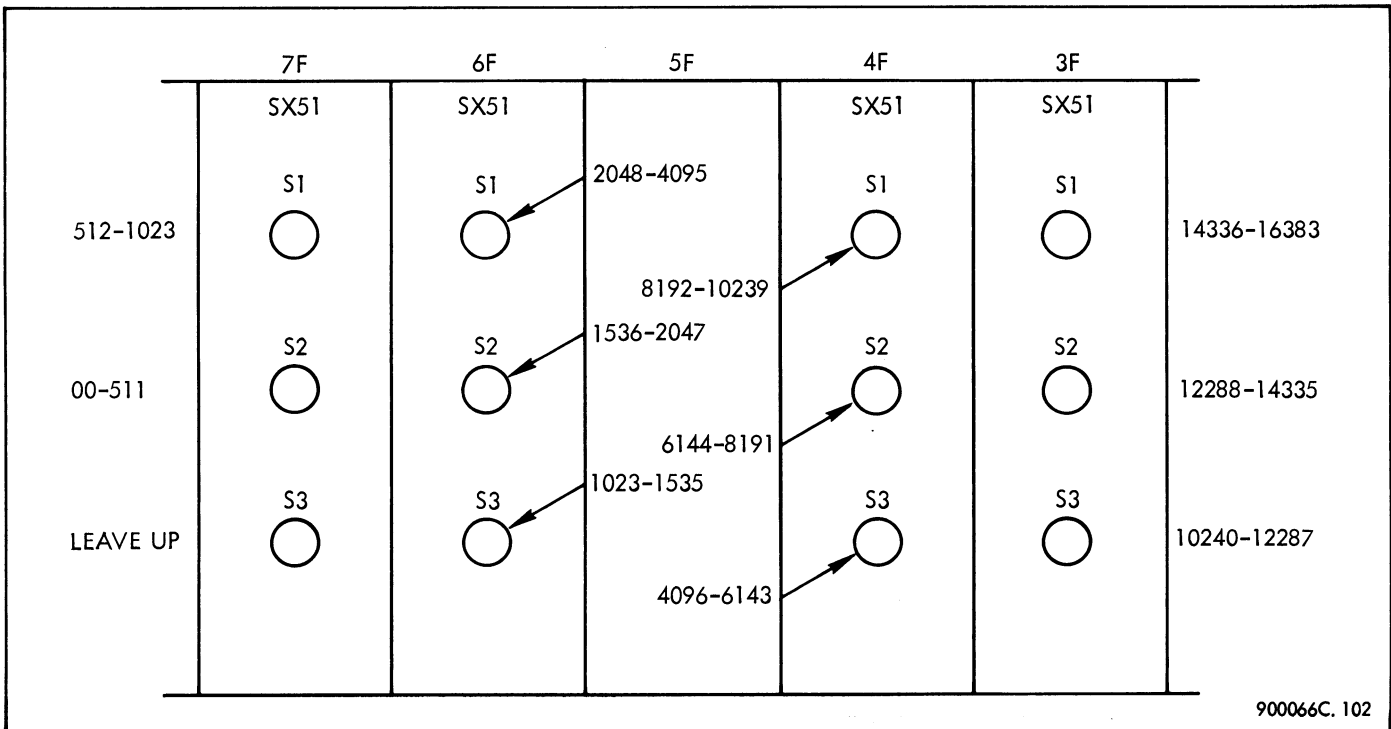 7F 6F 5F 4F 3F
SX51 SX51 SX51 SX51
2048-4095
S1 S1 S1 S1
512-1023 14336-16383
8192-10239
1536-2047
S2 S2 S2 S2
00-511 12288-14335
6144-8191
1023-1535
S3 S3 S3 S3
LEAVE UP 10240-12287
4096-6143
900066C. 102